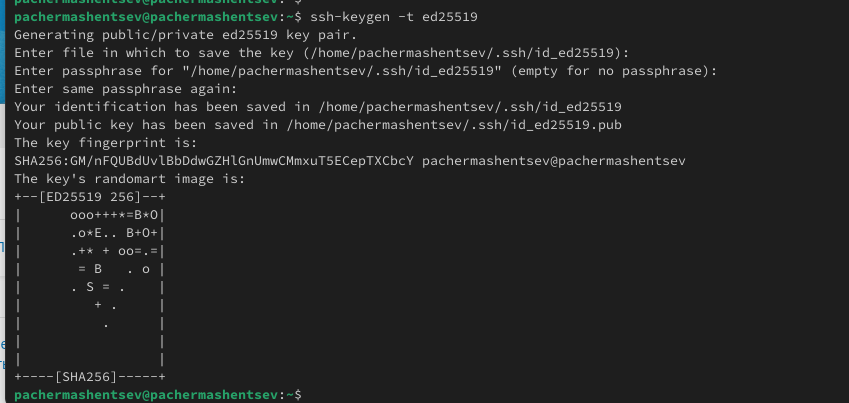 pachermashentsev@pachermashentsev:~$ ssh-keygen -t ed25519
Generating public/private ed25519 key pair.
Enter file in which to save the key (/home/pachermashentsev/.ssh/id_ed25519):
Enter passphrase for "/home/pachermashentsev/.ssh/id_ed25519" (empty for no passphrase):
Enter same passphrase again:
Your identification has been saved in /home/pachermashentsev/.ssh/id_ed25519
Your public key has been saved in /home/pachermashentsev/.ssh/id_ed25519.pub
The key fingerprint is:
SHA256:GM/nFQUBdUvlBbDdwGZHlGnUmwCMmxuT5ECepTXCbcY pachermashentsev@pachermashentsev
The key's randomart image is:
+--[ED25519 256]--+
|      ooo+++*=B*O|
|      .o*E.. B+O+|
|      .+* + oo=.=|
|       = B   . o |
|      . S = .    |
|         + .     |
|          .      |
|                 |
|                 |
+----[SHA256]-----+
pachermashentsev@pachermashentsev:~$